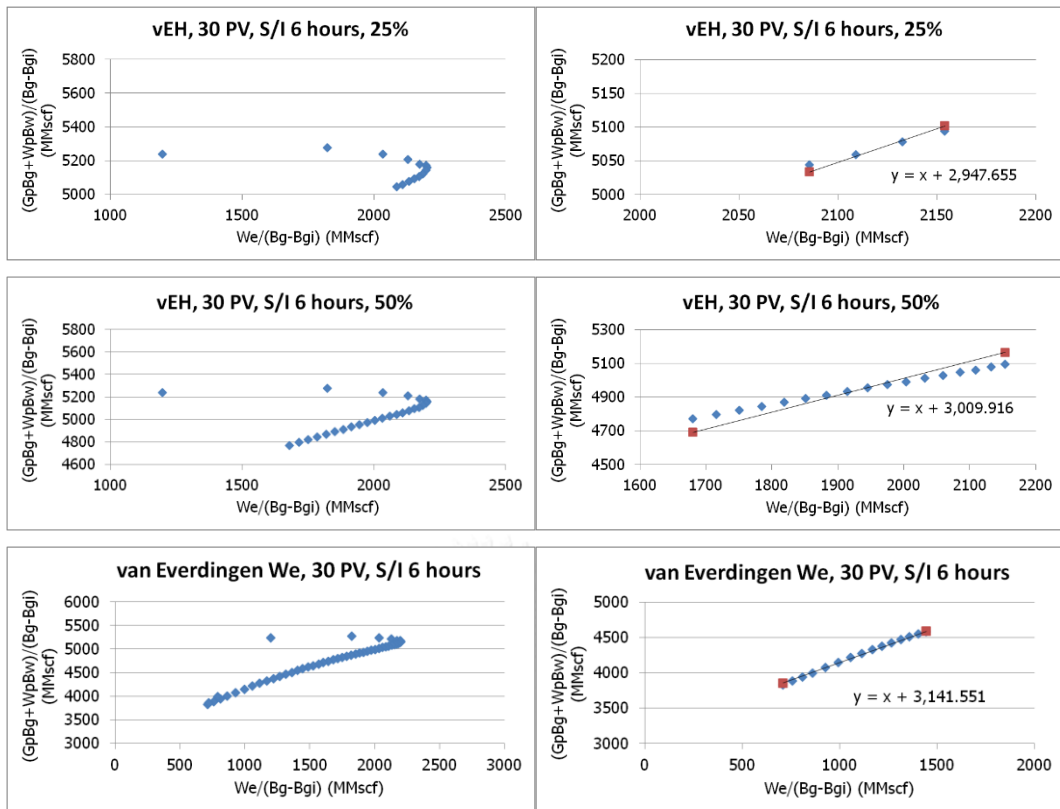 vEH, 30 PV, S/I 6 hours, 25%
(GpBg+WpBw)/(Bg-Bgi)
(MMscf)
5800
5600
5400
5200
5000
1000 1500 2000 2500
We/(Bg-Bgi) (MMscf)
vEH, 30 PV, S/I 6 hours, 25%
(GpBg+WpBw)/(Bg-Bgi)
(MMscf)
5200
5150
5100
5050
5000
y = x + 2,947.655
2000 2050 2100 2150 2200
We/(Bg-Bgi) (MMscf)
vEH, 30 PV, S/I 6 hours, 50%
(GpBg+WpBw)/(Bg-Bgi)
(MMscf)
5800
5600
5400
5200
5000
4800
4600
1000 1500 2000 2500
We/(Bg-Bgi) (MMscf)
vEH, 30 PV, S/I 6 hours, 50%
(GpBg+WpBw)/(Bg-Bgi)
(MMscf)
5300
5100
4900
4700
4500
y = x + 3,009.916
1600 1700 1800 1900 2000 2100 2200
We/(Bg-Bgi) (MMscf)
van Everdingen We, 30 PV, S/I 6 hours
(GpBg+WpBw)/(Bg-Bgi)
(MMscf)
6000
5500
5000
4500
4000
3500
3000
0 500 1000 1500 2000 2500 3000
We/(Bg-Bgi) (MMscf)
van Everdingen We, 30 PV, S/I 6 hours
(GpBg+WpBw)/(Bg-Bgi)
(MMscf)
5000
4500
4000
3500
3000
y = x + 3,141.551
0 500 1000 1500 2000
We/(Bg-Bgi) (MMscf)